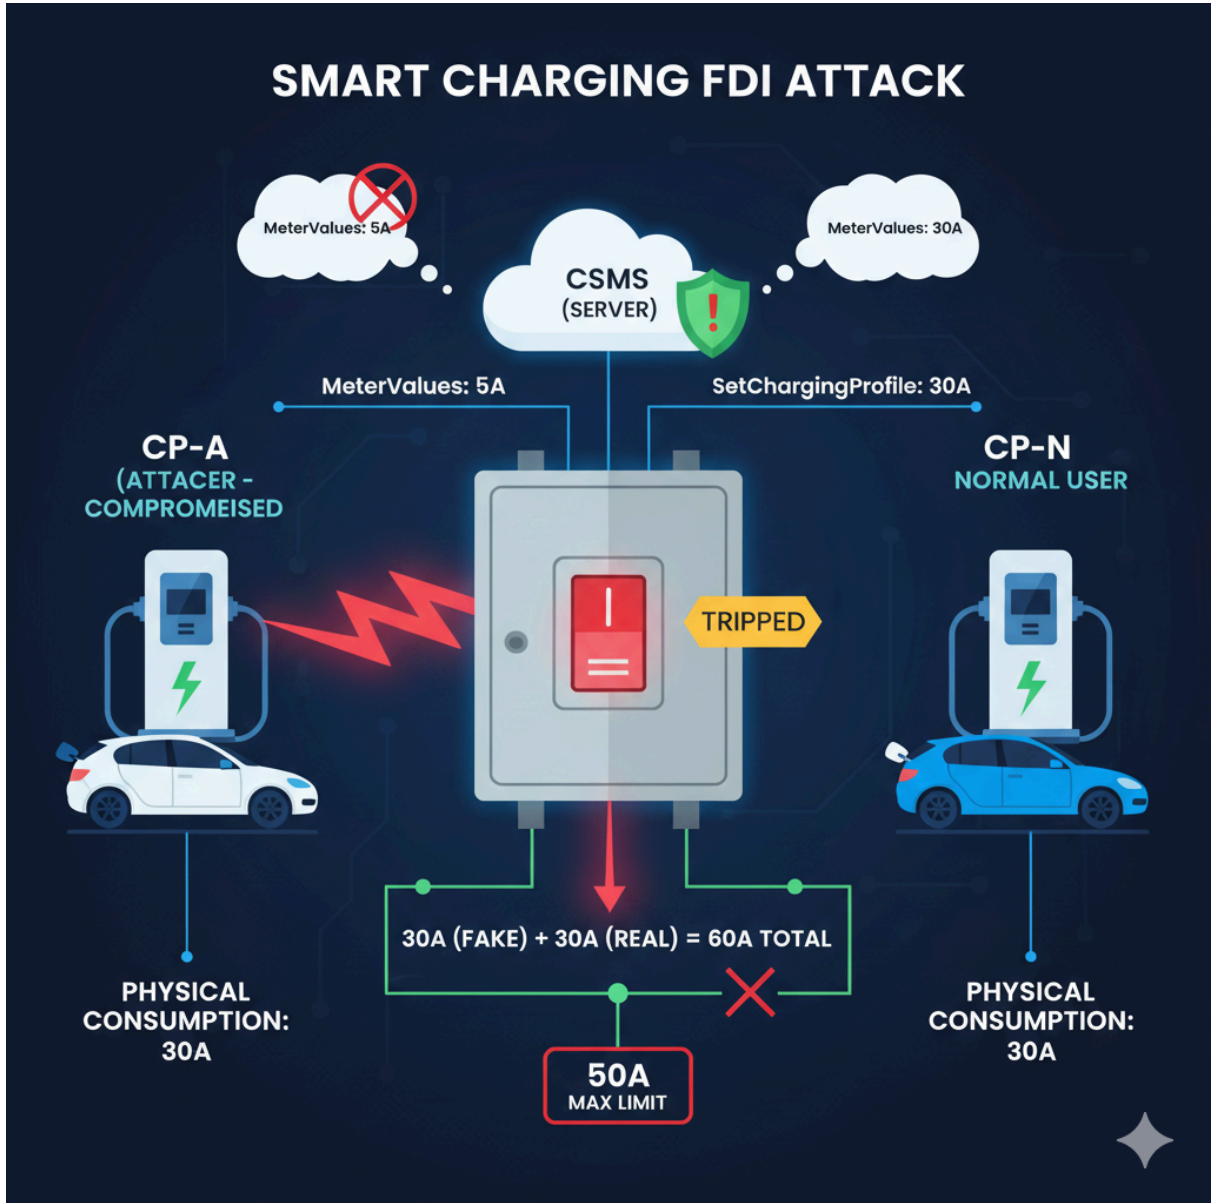 SMART CHARGING FDI ATTACK
MeterValues: 5A
MeterValues: 30A
CSMS
(SERVER)
MeterValues: 5A
SetChargingProfile: 30A
CP-A
(ATTACER -
COMPROMEISED
CP-N
NORMAL USER
TRIPPED
30A (FAKE) + 30A (REAL) = 60A TOTAL
PHYSICAL
CONSUMPTION:
30A
PHYSICAL
CONSUMPTION:
30A
50A
MAX LIMIT